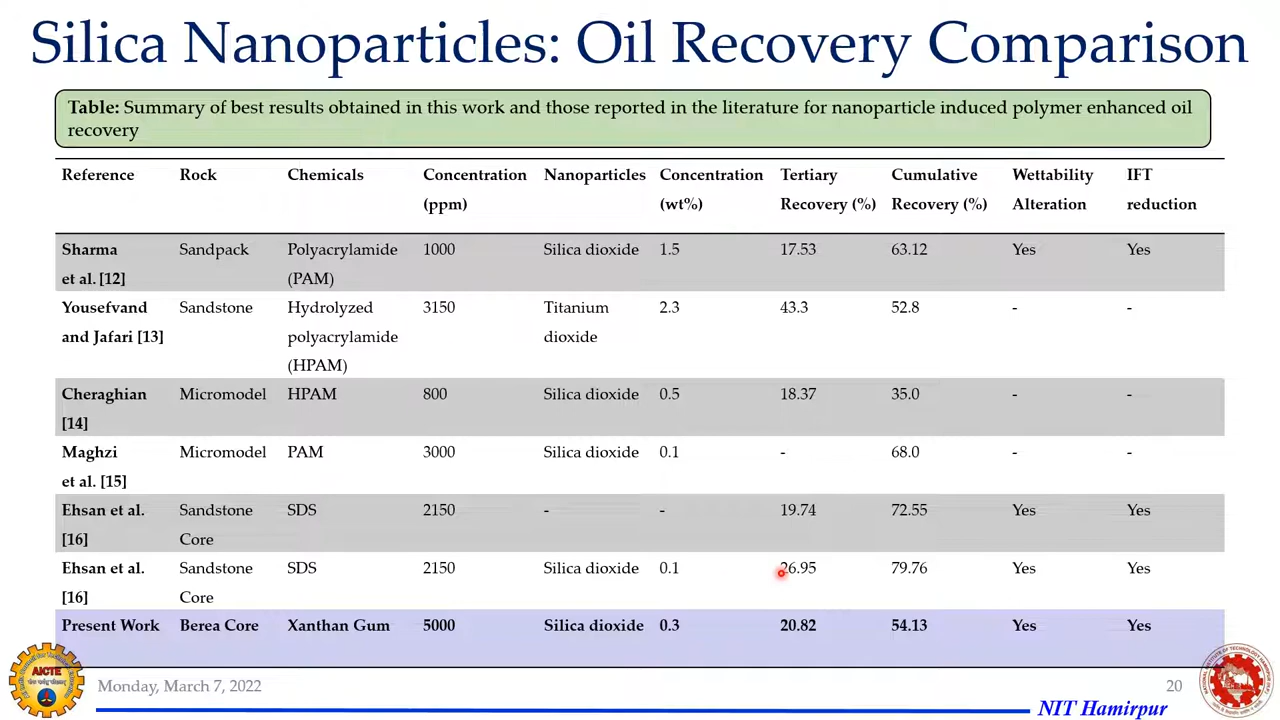 Silica Nanoparticles: Oil Recovery Comparison
Table: Summary of best results obtained in this work and those reported in the literature for nanoparticle induced polymer enhanced oil
recovery
Reference Rock Chemicals Concentration Nanoparticles Concentration Tertiary Cumulative Wettability IFT
(ppm) (wt%) Recovery (%) Recovery (%) Alteration reduction
Sharma Sandpack Polyacrylamide 1000 Silica dioxide 1.5 17.53 63.12 Yes Yes
et al. [12] (PAM)
Yousefvand Sandstone Hydrolyzed 3150 Titanium 2.3 43.3 52.8 - -
and Jafari [13] polyacrylamide dioxide
(HPAM)
Cheraghian Micromodel HPAM 800 Silica dioxide 0.5 18.37 35.0 - -
[14]
Maghzi Micromodel PAM 3000 Silica dioxide 0.1 - 68.0 - -
et al. [15]
Ehsan et al. Sandstone SDS 2150 - - 19.74 72.55 Yes Yes
[16] Core
Ehsan et al. Sandstone SDS 2150 Silica dioxide 0.1 26.95 79.76 Yes Yes
[16] Core
Present Work Berea Core Xanthan Gum 5000 Silica dioxide 0.3 20.82 54.13 Yes Yes
AICTE
Monday, March 7, 2022
20
NIT Hamirpur